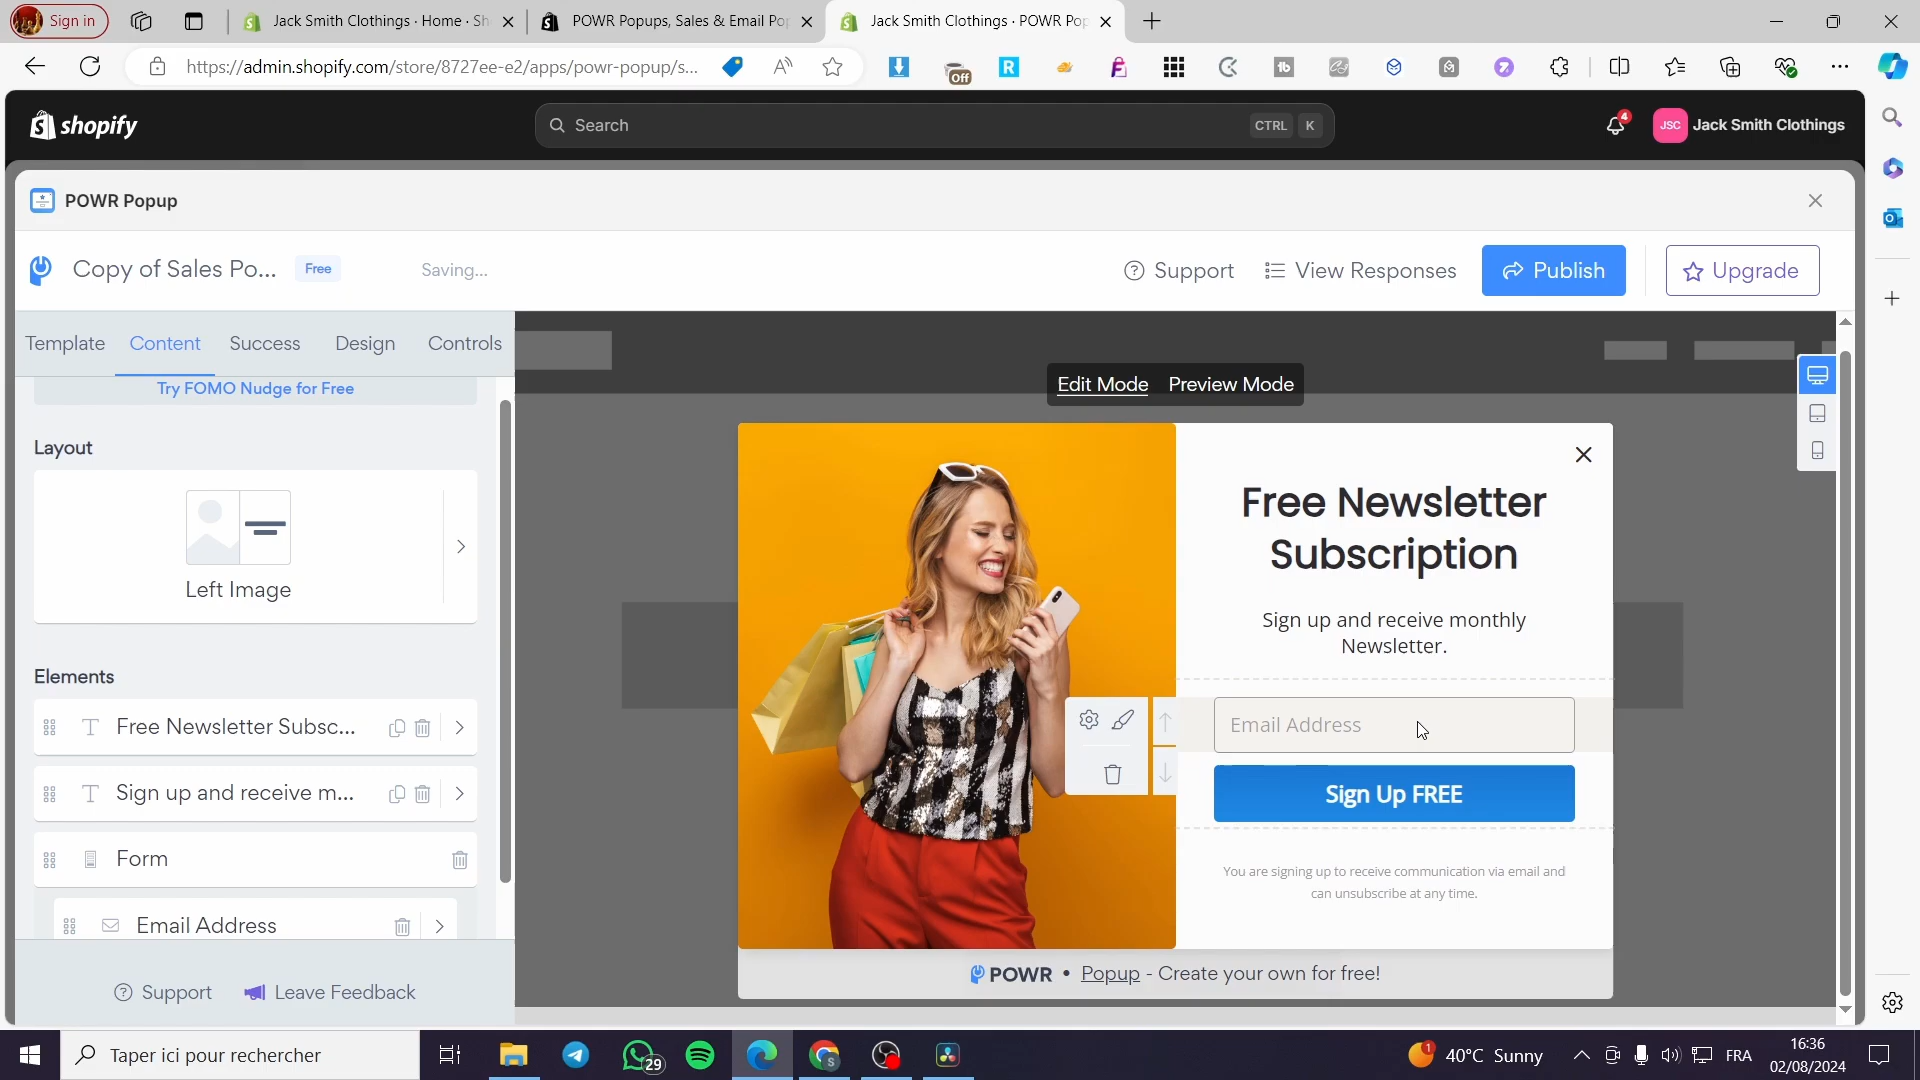 Sign in
Jack Smith Clothings · Home · Sh
POWR Popups, Sales & Email Po
Jack Smith Clothings · POWR Pop
https://admin.shopify.com/store/8727ee-e2/apps/powr-popup/s...
Off
shopify
Search
CTRL K
4
JSC
Jack Smith Clothings
POWR Popup
Copy of Sales Po...
Free
Saving...
Support
View Responses
Publish
Upgrade
Template
Content
Success
Design
Controls
Try FOMO Nudge for Free
Edit Mode
Preview Mode
Layout
Left Image
Free Newsletter
Subscription
Sign up and receive monthly
Newsletter.
Elements
Free Newsletter Subsc...
Email Address
Sign up and receive m...
Sign Up FREE
Form
You are signing up to receive communication via email and
can unsubscribe at any time.
Email Address
POWR • Popup - Create your own for free!
Support
Leave Feedback
Taper ici pour rechercher
29
1
40°C Sunny
FRA
16:36
02/08/2024